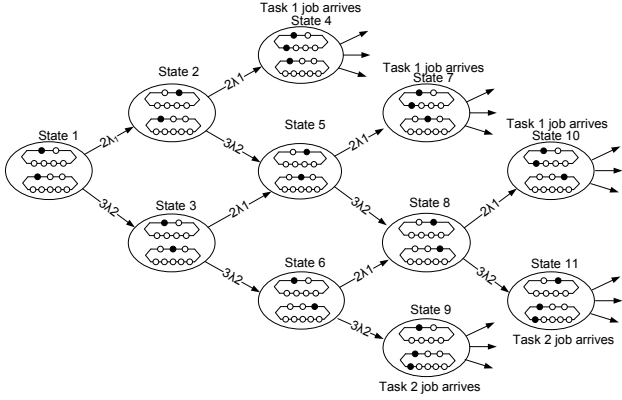 Task 1 job arrives
State 4
State 2
2λ1
Task 1 job arrives
State 7
State 1
2λ1
3λ2
State 5
2λ1
Task 1 job arrives
State 10
3λ2
State 3
2λ1
3λ2
State 8
2λ1
3λ2
State 6
2λ1
3λ2
State 11
3λ2
State 9
Task 2 job arrives
Task 2 job arrives